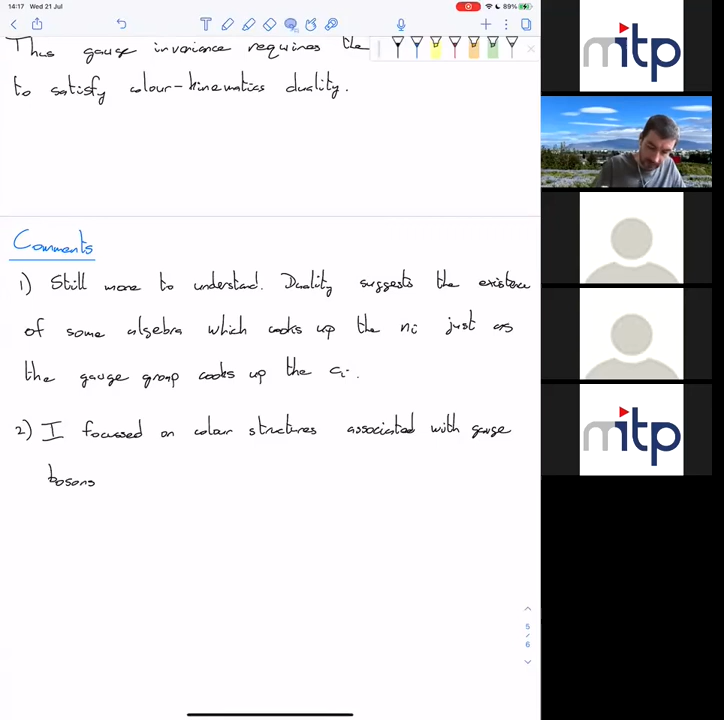 14:17 Wed 21 Jul
89%
Thus gauge invariance requires the
to satisfy colour-kinematics duality.
Comments
1) Still more to understand. Duality suggests the existence
of some algebra which cooks up the ni just as
the gauge group cooks up the ci.
2) I focussed on colour structures associated with gauge
bosons
5
/
6
mitp
mitp